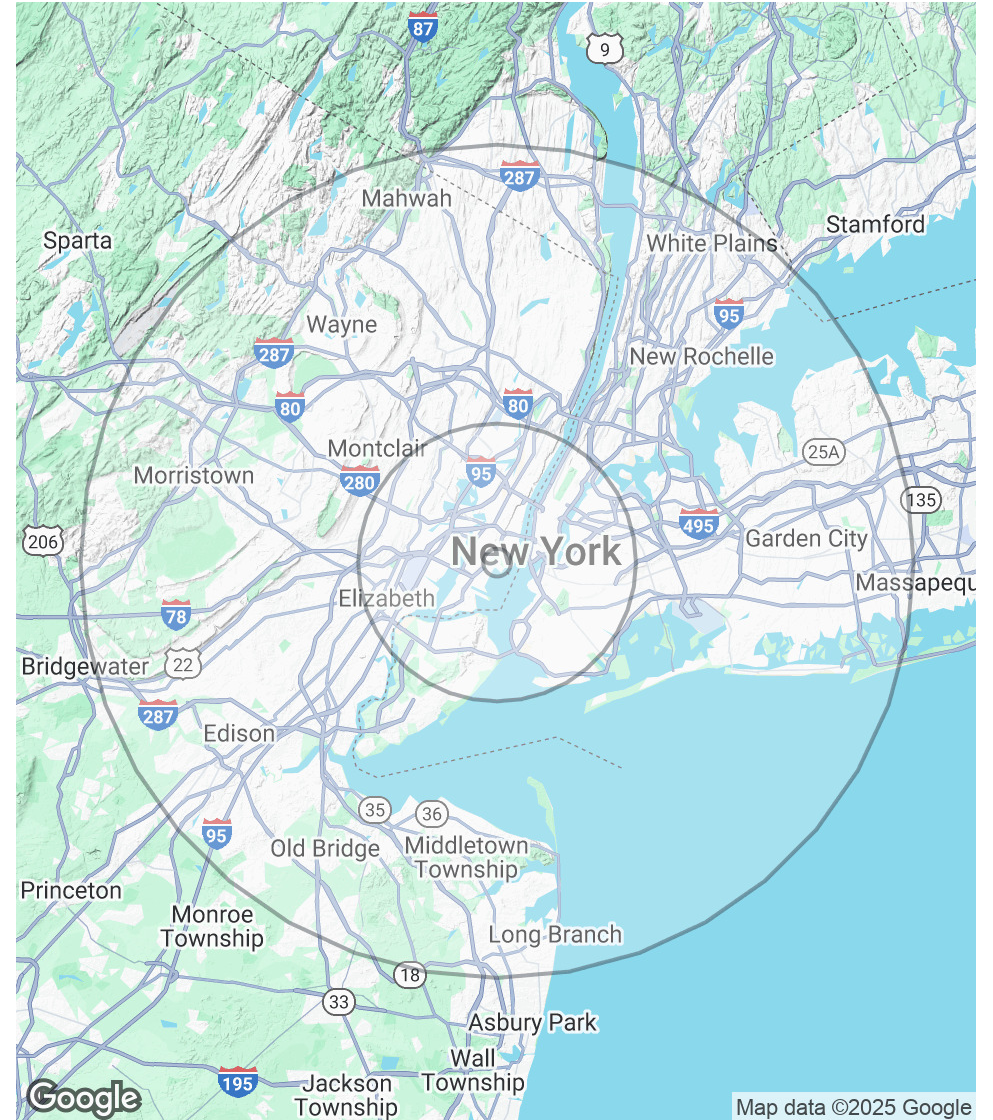 87
9
287
Mahwah
Stamford
Sparta
White Plains
95
Wayne
287
New Rochelle
80
80
Montclair
25A
95
Morristown
280
135
495
206
Garden City
New York
Massapequ
Elizabeth
78
Bridgewater
22
287
Edison
35
36
95
Old Bridge
Middletown
Township
Princeton
Monroe
Township
Long Branch
18
33
Asbury Park
Wall
Township
195
Jackson
Township
Google
Map data ©2025 Google